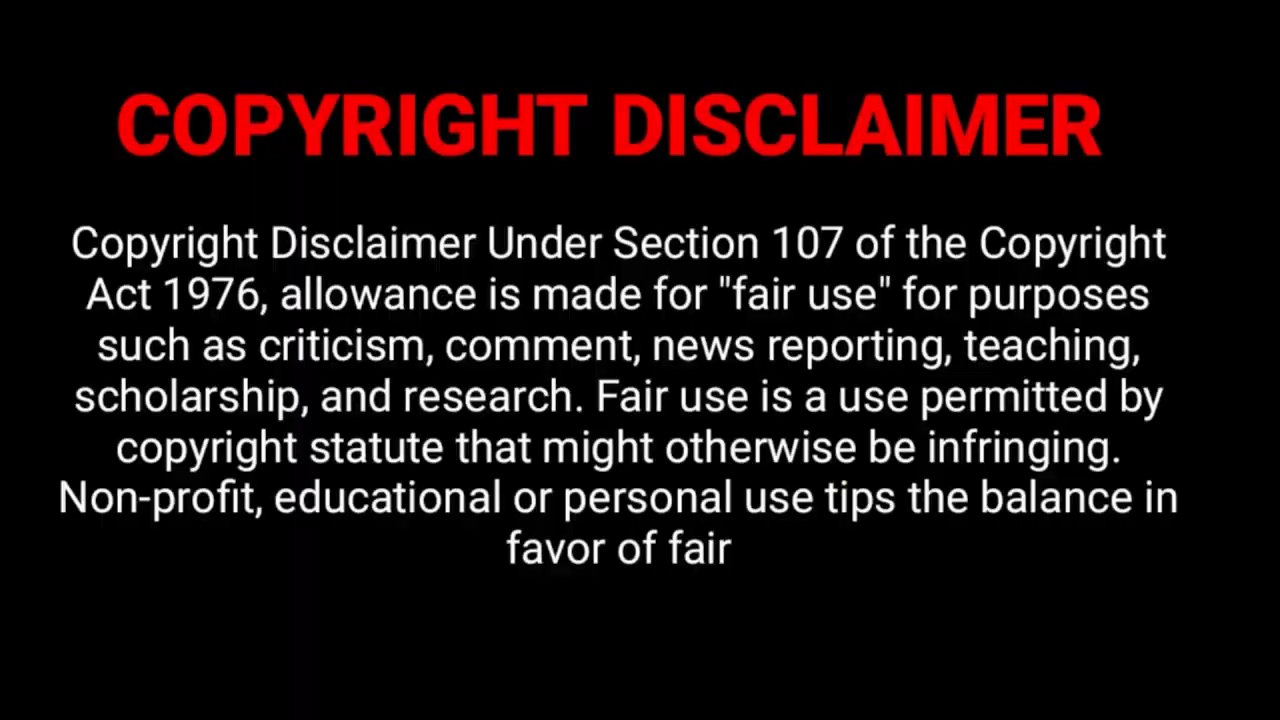 COPYRIGHT DISCLAIMER
Copyright Disclaimer Under Section 107 of the Copyright
Act 1976, allowance is made for "fair use" for purposes
such as criticism, comment, news reporting, teaching,
scholarship, and research. Fair use is a use permitted by
copyright statute that might otherwise be infringing.
Non-profit, educational or personal use tips the balance in
favor of fair